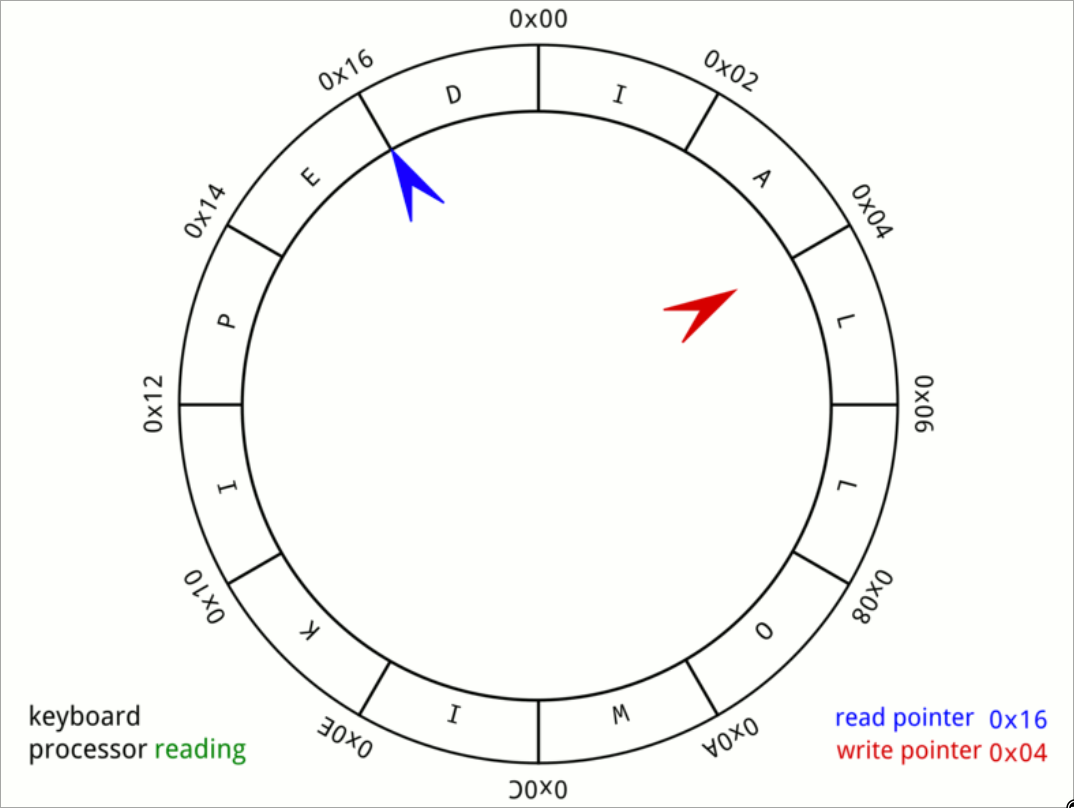 0x00
0x02
0x04
0x06
0x08
0x0A
0x0C
0x0E
0x10
0x12
0x14
0x16
I
A
L
L
O
W
I
K
I
P
E
D
keyboard
processor reading
read pointer 0x16
write pointer 0x04